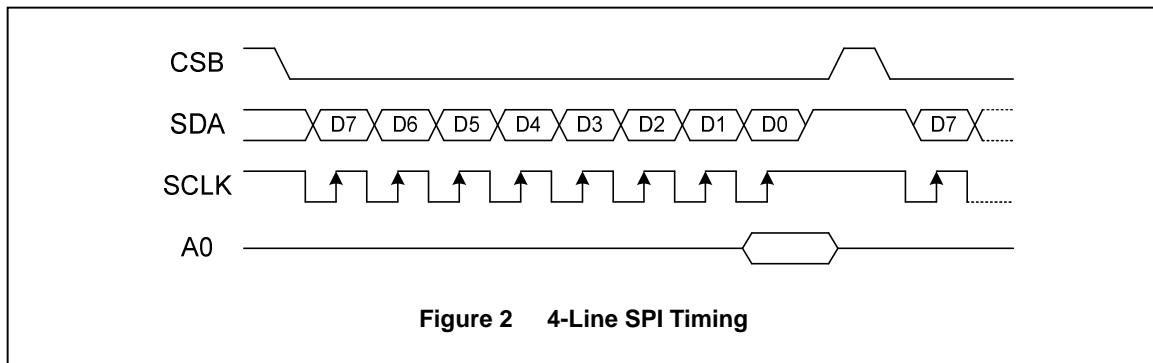 CSB
SDA D7 D6 D5 D4 D3 D2 D1 D0 D7
SCLK
A0
Figure 2 4-Line SPI Timing